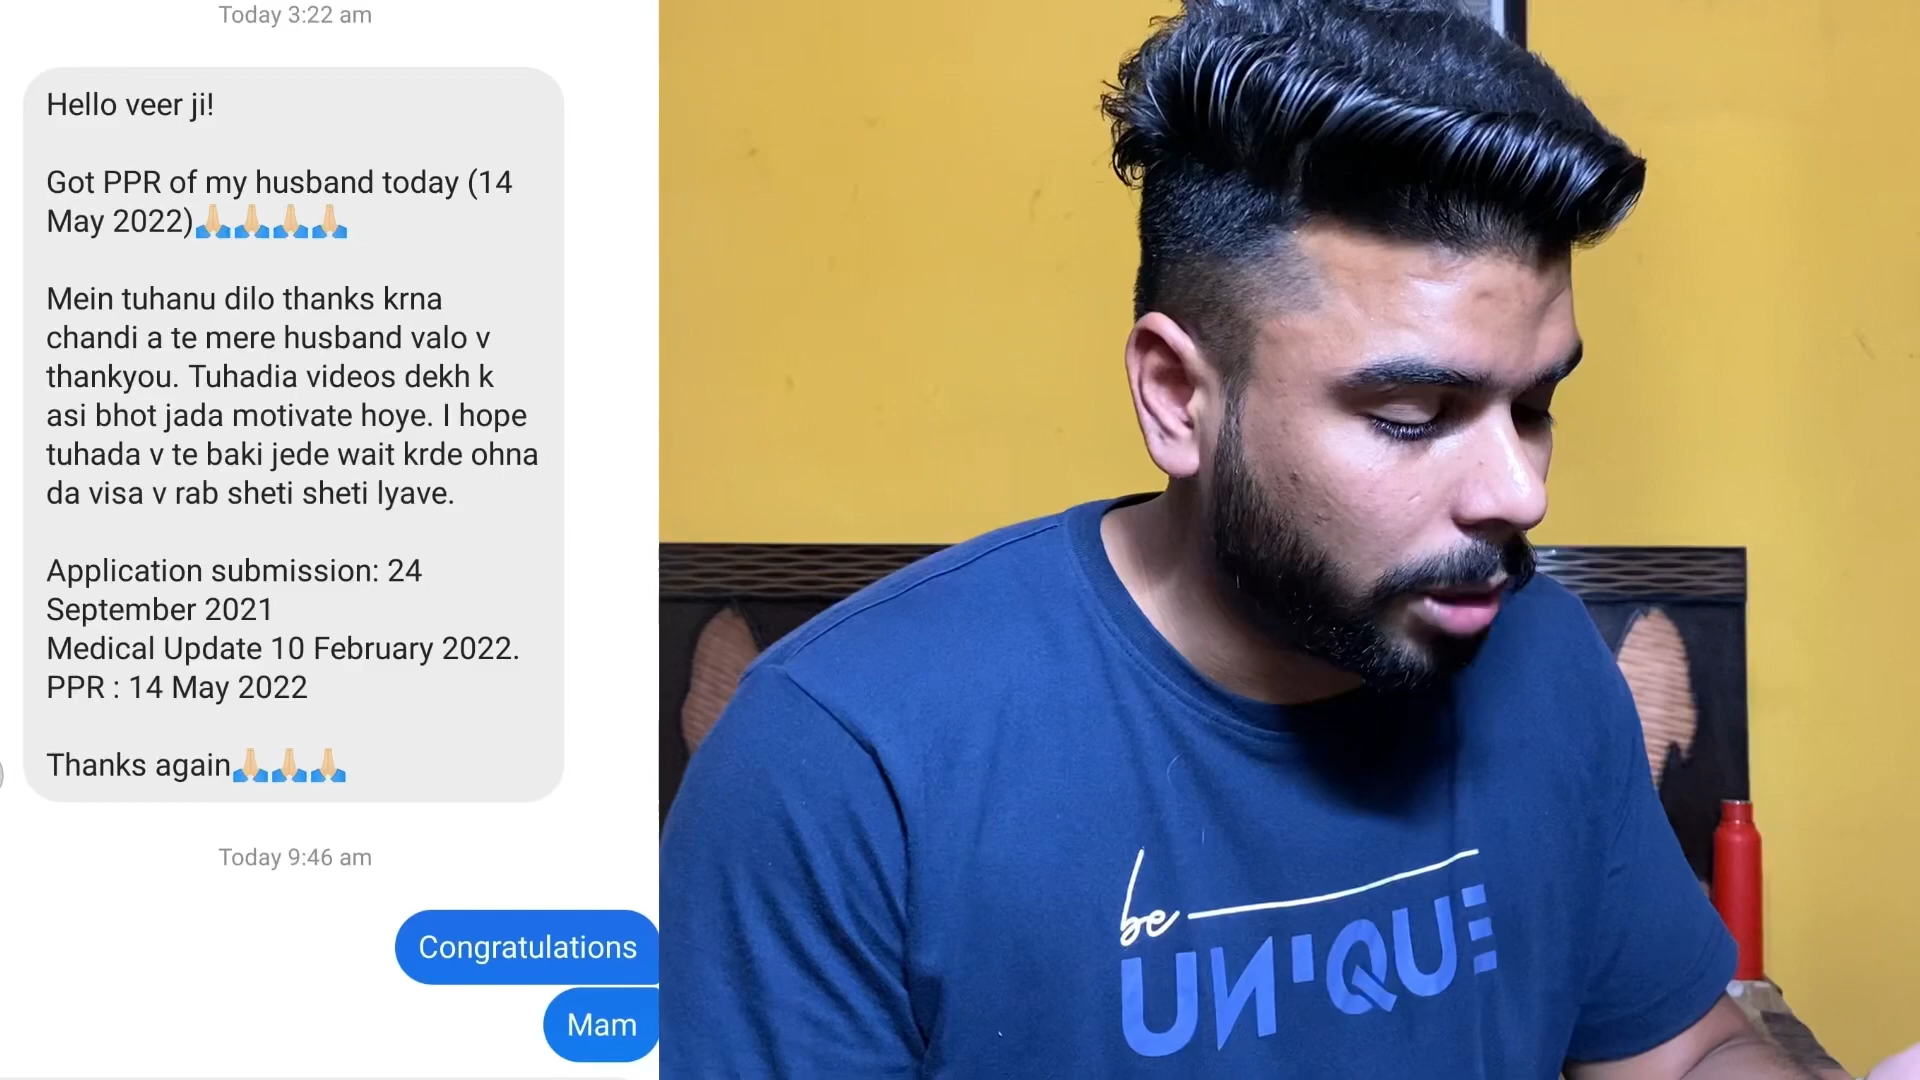 Today 3:22 am
Hello veer ji!
Got PPR of my husband today (14
May 2022)🙏🏼🙏🏼🙏🏼🙏🏼
Mein tuhanu dilo thanks krna
chandi a te mere husband valo v
thankyou. Tuhadia videos dekh k
asi bhot jada motivate hoye. I hope
tuhada v te baki jede wait krde ohna
da visa v rab sheti sheti lyave.
Application submission: 24
September 2021
Medical Update 10 February 2022.
PPR : 14 May 2022
Thanks again🙏🏼🙏🏼🙏🏼
Today 9:46 am
Congratulations
Mam
be
UNIQUE